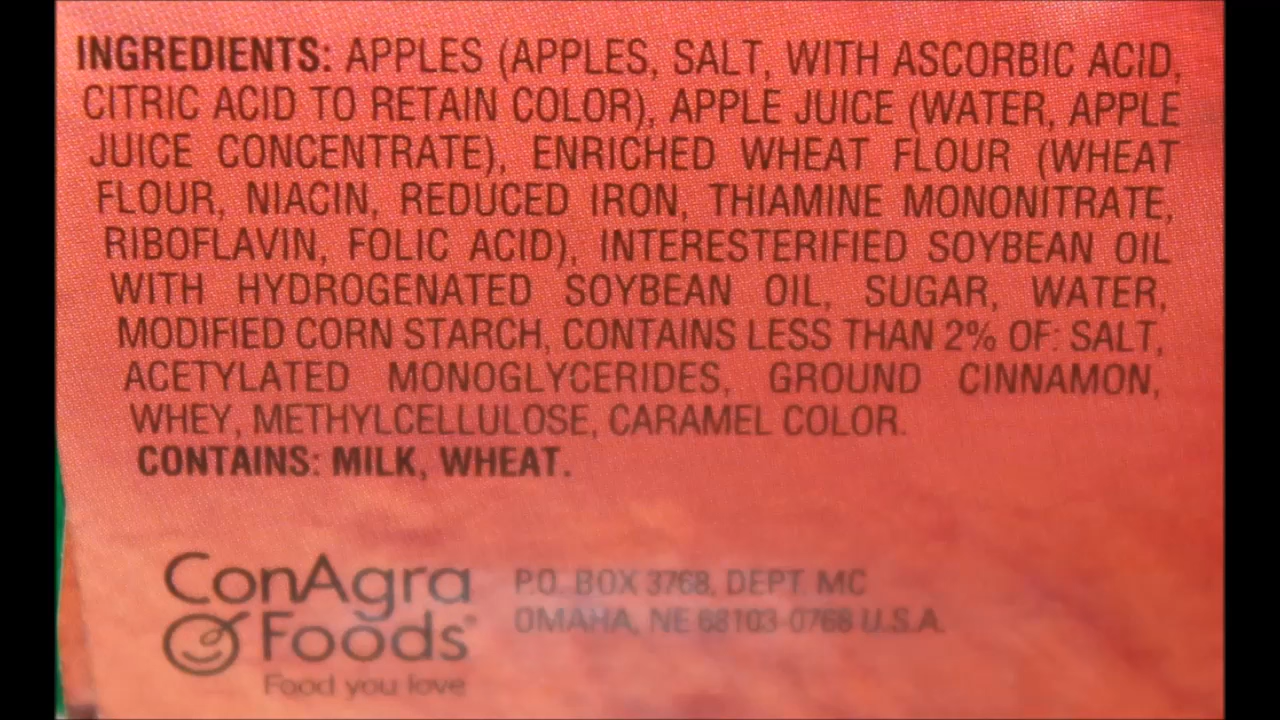 INGREDIENTS: APPLES (APPLES, SALT, WITH ASCORBIC ACID,
CITRIC ACID TO RETAIN COLOR), APPLE JUICE (WATER, APPLE
JUICE CONCENTRATE), ENRICHED WHEAT FLOUR (WHEAT
FLOUR, NIACIN, REDUCED IRON, THIAMINE MONONITRATE,
RIBOFLAVIN, FOLIC ACID), INTERESTERIFIED SOYBEAN OIL
WITH HYDROGENATED SOYBEAN OIL, SUGAR, WATER,
MODIFIED CORN STARCH, CONTAINS LESS THAN 2% OF: SALT,
ACETYLATED MONOGLYCERIDES, GROUND CINNAMON,
WHEY, METHYLCELLULOSE, CARAMEL COLOR.
CONTAINS: MILK, WHEAT.
ConAgra
Foods®
Food you love
P.O. BOX 3768, DEPT. MC
OMAHA, NE 68103-0768 U.S.A.